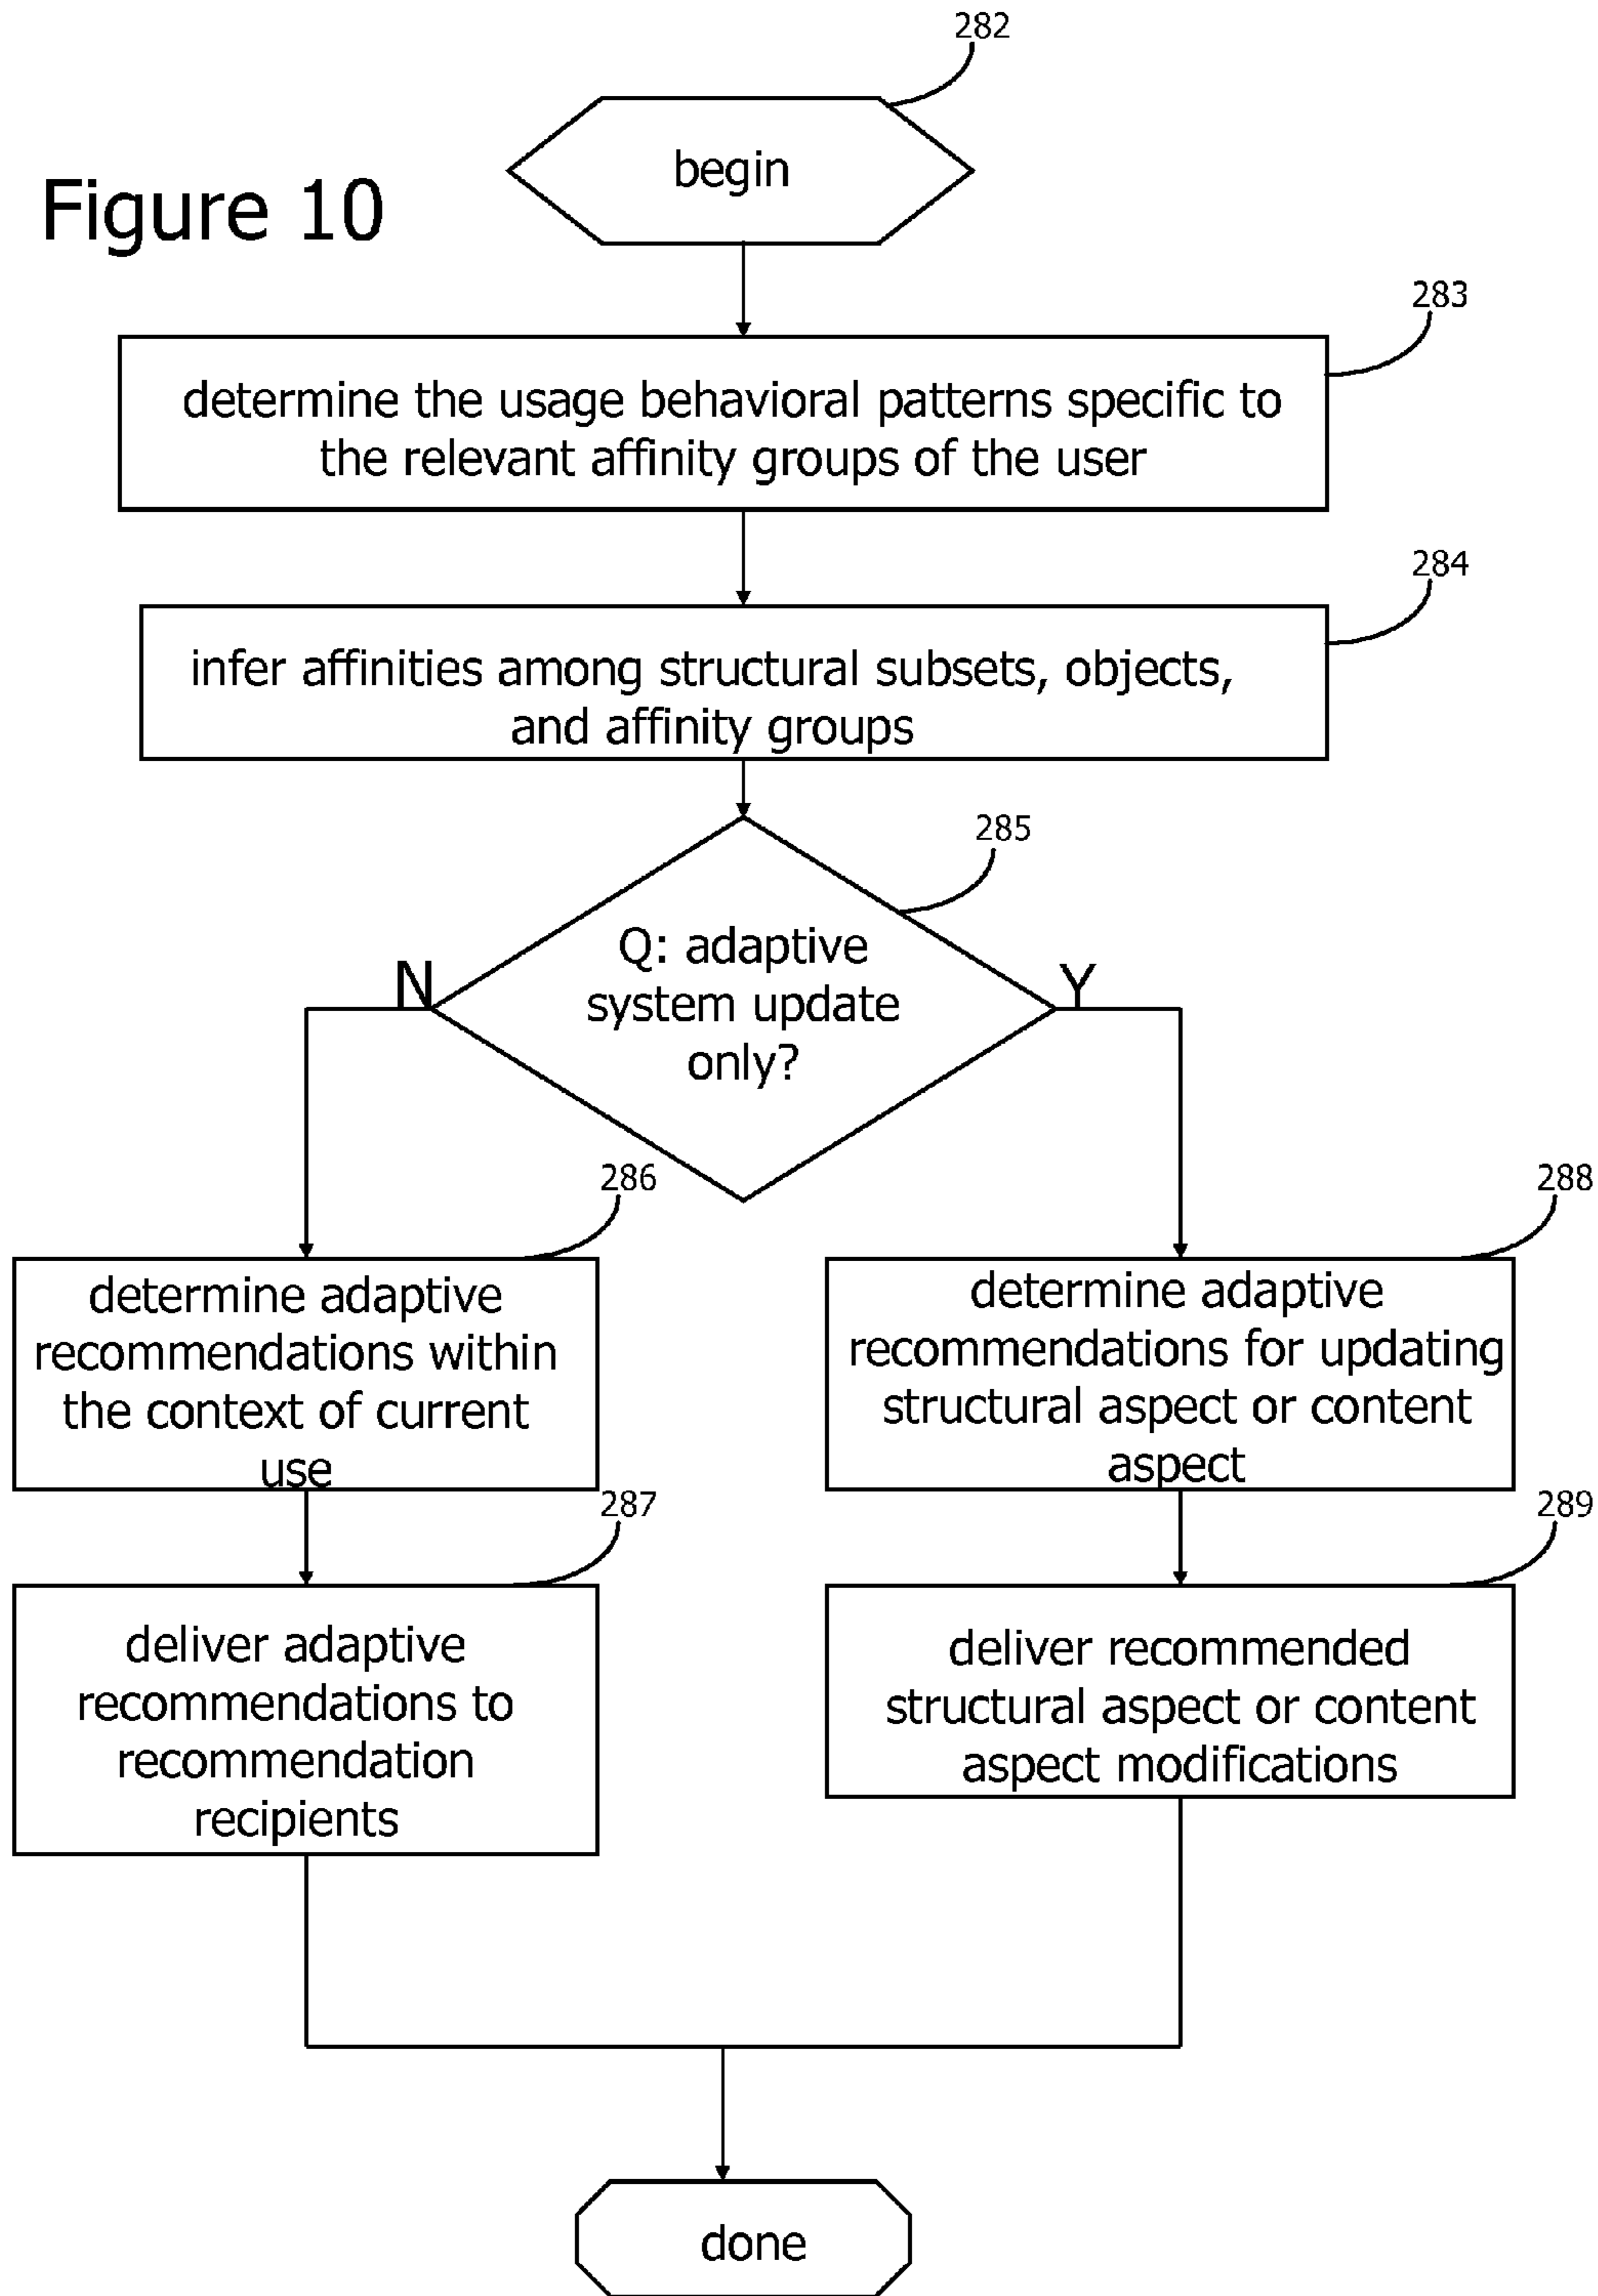 282
begin
Figure 10
283
determine the usage behavioral patterns specific to
the relevant affinity groups of the user
284
infer affinities among structural subsets, objects,
and affinity groups
285
Q: adaptive
system update
only?
N
Y
286
determine adaptive
recommendations within
the context of current
use
288
determine adaptive
recommendations for updating
structural aspect or content
aspect
287
deliver adaptive
recommendations to
recommendation
recipients
289
deliver recommended
structural aspect or content
aspect modifications
done